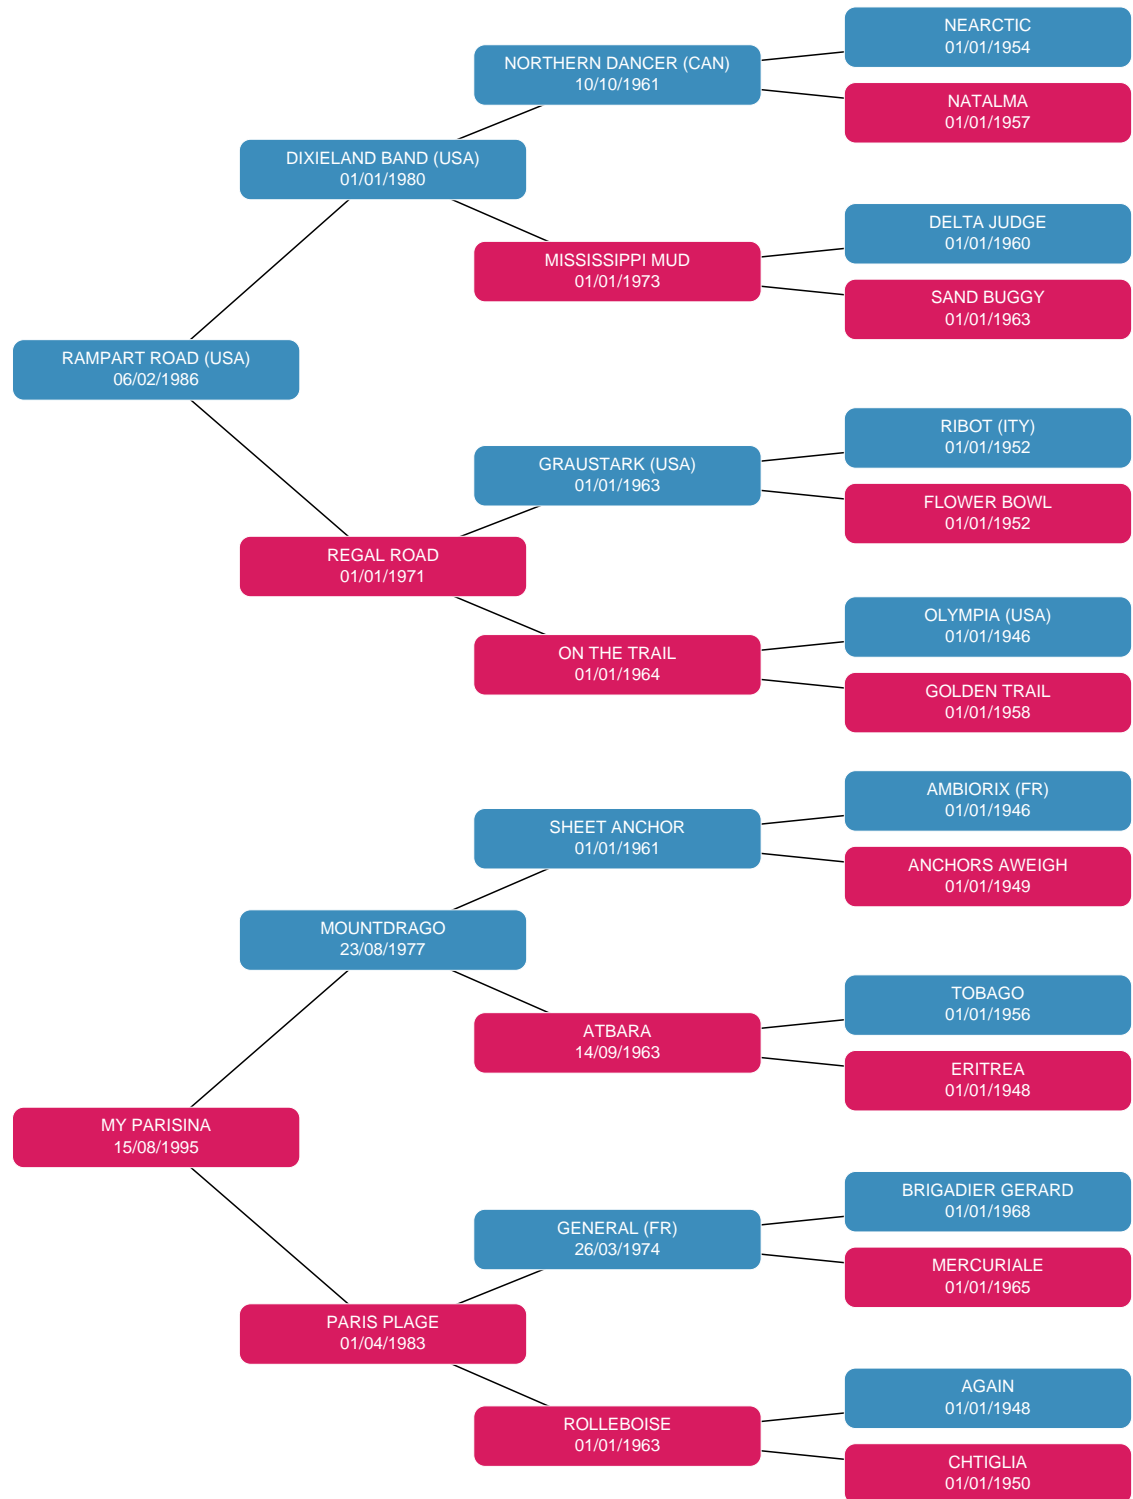 NEARCTIC
01/01/1954
NORTHERN DANCER (CAN)
10/10/1961
NATALMA
01/01/1957
DIXIELAND BAND (USA)
01/01/1980
DELTA JUDGE
01/01/1960
MISSISSIPPI MUD
01/01/1973
SAND BUGGY
01/01/1963
RAMPART ROAD (USA)
06/02/1986
RIBOT (ITY)
01/01/1952
GRAUSTARK (USA)
01/01/1963
FLOWER BOWL
01/01/1952
REGAL ROAD
01/01/1971
OLYMPIA (USA)
01/01/1946
ON THE TRAIL
01/01/1964
GOLDEN TRAIL
01/01/1958
AMBIORIX (FR)
01/01/1946
SHEET ANCHOR
01/01/1961
ANCHORS AWEIGH
01/01/1949
MOUNTDRAGO
23/08/1977
TOBAGO
01/01/1956
ATBARA
14/09/1963
ERITREA
01/01/1948
MY PARISINA
15/08/1995
BRIGADIER GERARD
01/01/1968
GENERAL (FR)
26/03/1974
MERCURIALE
01/01/1965
PARIS PLAGE
01/04/1983
AGAIN
01/01/1948
ROLLEBOISE
01/01/1963
CHTIGLIA
01/01/1950